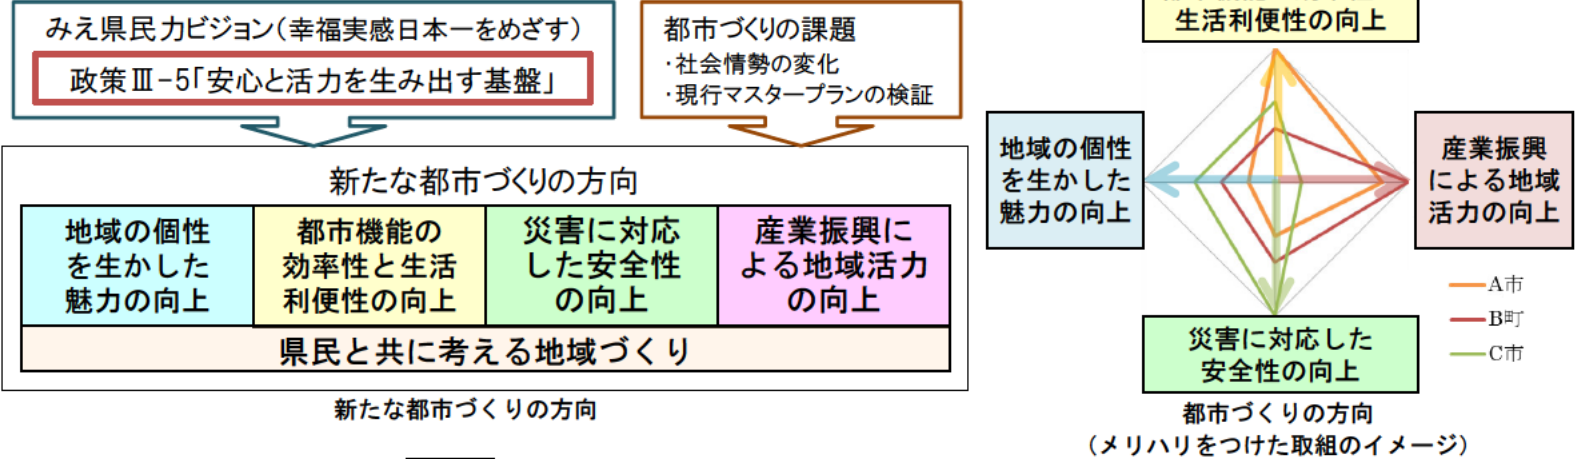 みえ県民力ビジョン(幸福実感日本一をめざす)
政策Ⅲ-5「安心と活力を生み出す基盤」
都市づくりの課題
・社会情勢の変化
・現行マスタープランの検証
新たな都市づくりの方向
地域の個性
を生かした
魅力の向上
都市機能の
効率性と生活
利便性の向上
災害に対応
した安全性
の向上
産業振興に
よる地域活力
の向上
県民と共に考える地域づくり
新たな都市づくりの方向
生活利便性の向上
地域の個性
を生かした
魅力の向上
産業振興
による地域
活力の向上
A市
B町
C市
災害に対応した
安全性の向上
都市づくりの方向
(メリハリをつけた取組のイメージ)